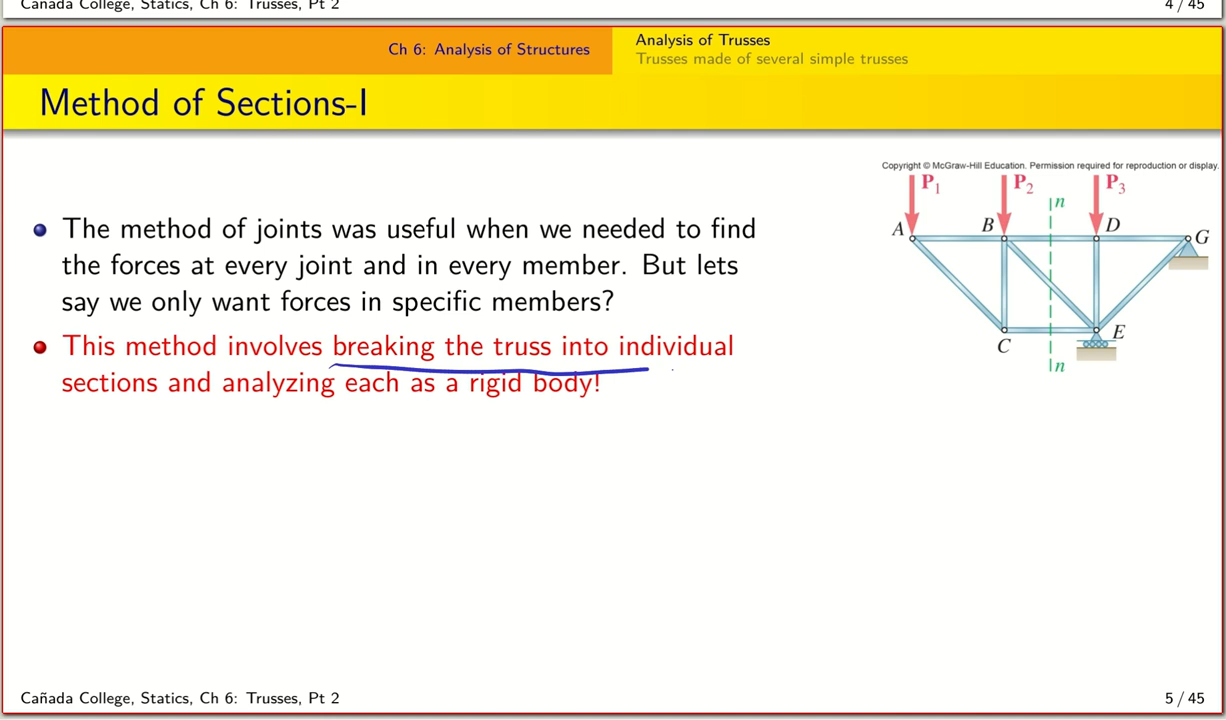 Cañada College, Statics, Ch 6: Trusses, Pt 2
4 / 45
Ch 6: Analysis of Structures
Analysis of Trusses
Trusses made of several simple trusses
Method of Sections-I
Copyright © McGraw-Hill Education. Permission required for reproduction or display.
P1 P2 P3
n
A B D G
The method of joints was useful when we needed to find
the forces at every joint and in every member. But lets
say we only want forces in specific members?
C E
n
This method involves breaking the truss into individual
sections and analyzing each as a rigid body!
Cañada College, Statics, Ch 6: Trusses, Pt 2
5 / 45